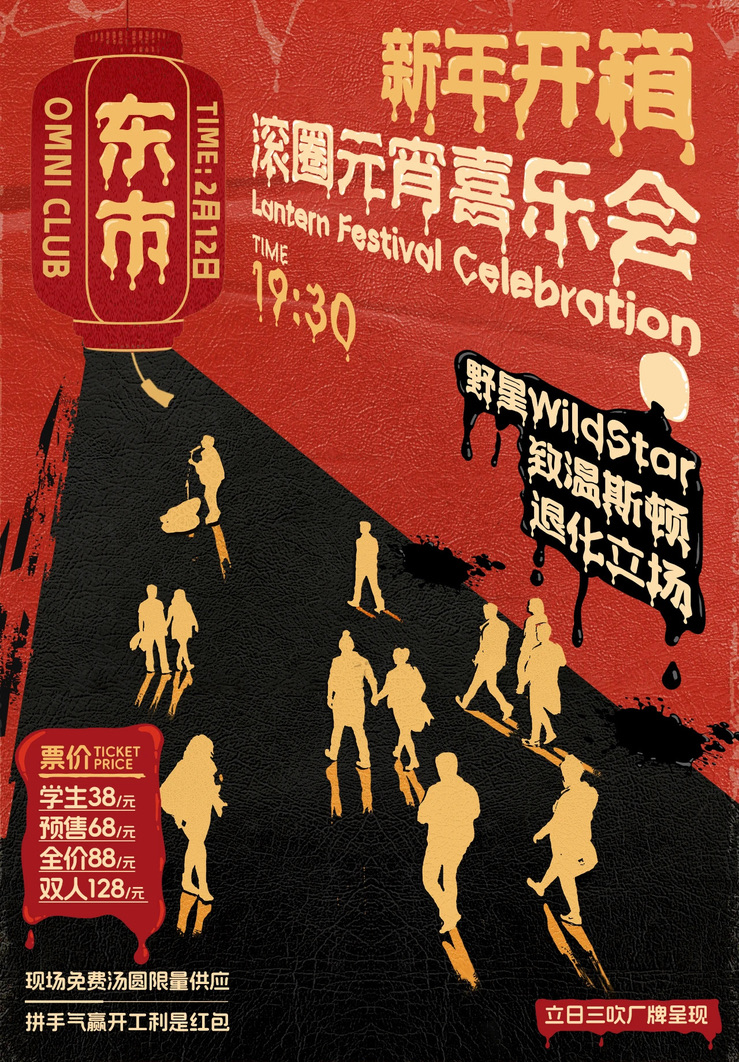 新年开箱
滚圈元宵喜乐会
Lantern Festival Celebration
TIME
19:30
OMNI CLUB
东市
TIME: 2月12日
野星WildStar
致温斯顿
退化立场
票价 TICKET PRICE
学生38/元
预售68/元
全价88/元
双人128/元
现场免费汤圆限量供应
拼手气赢开工利是红包
立日三吹厂牌呈现